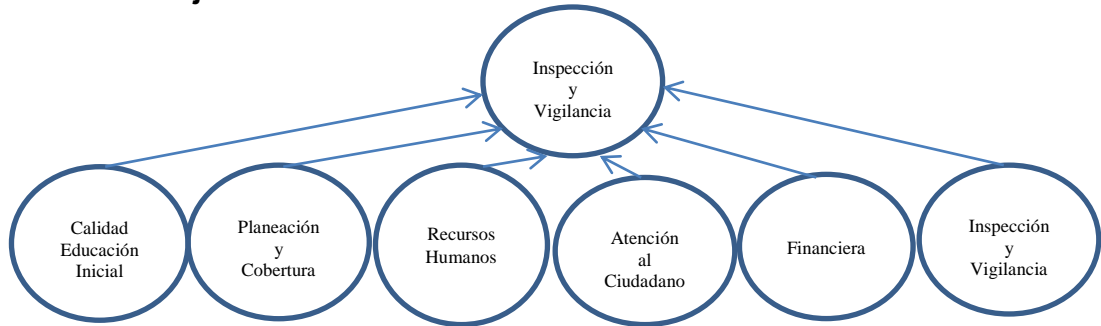 Inspección
y
Vigilancia
Calidad
Educación
Inicial
Planeación
y
Cobertura
Recursos
Humanos
Atención
al
Ciudadano
Financiera
Inspección
y
Vigilancia